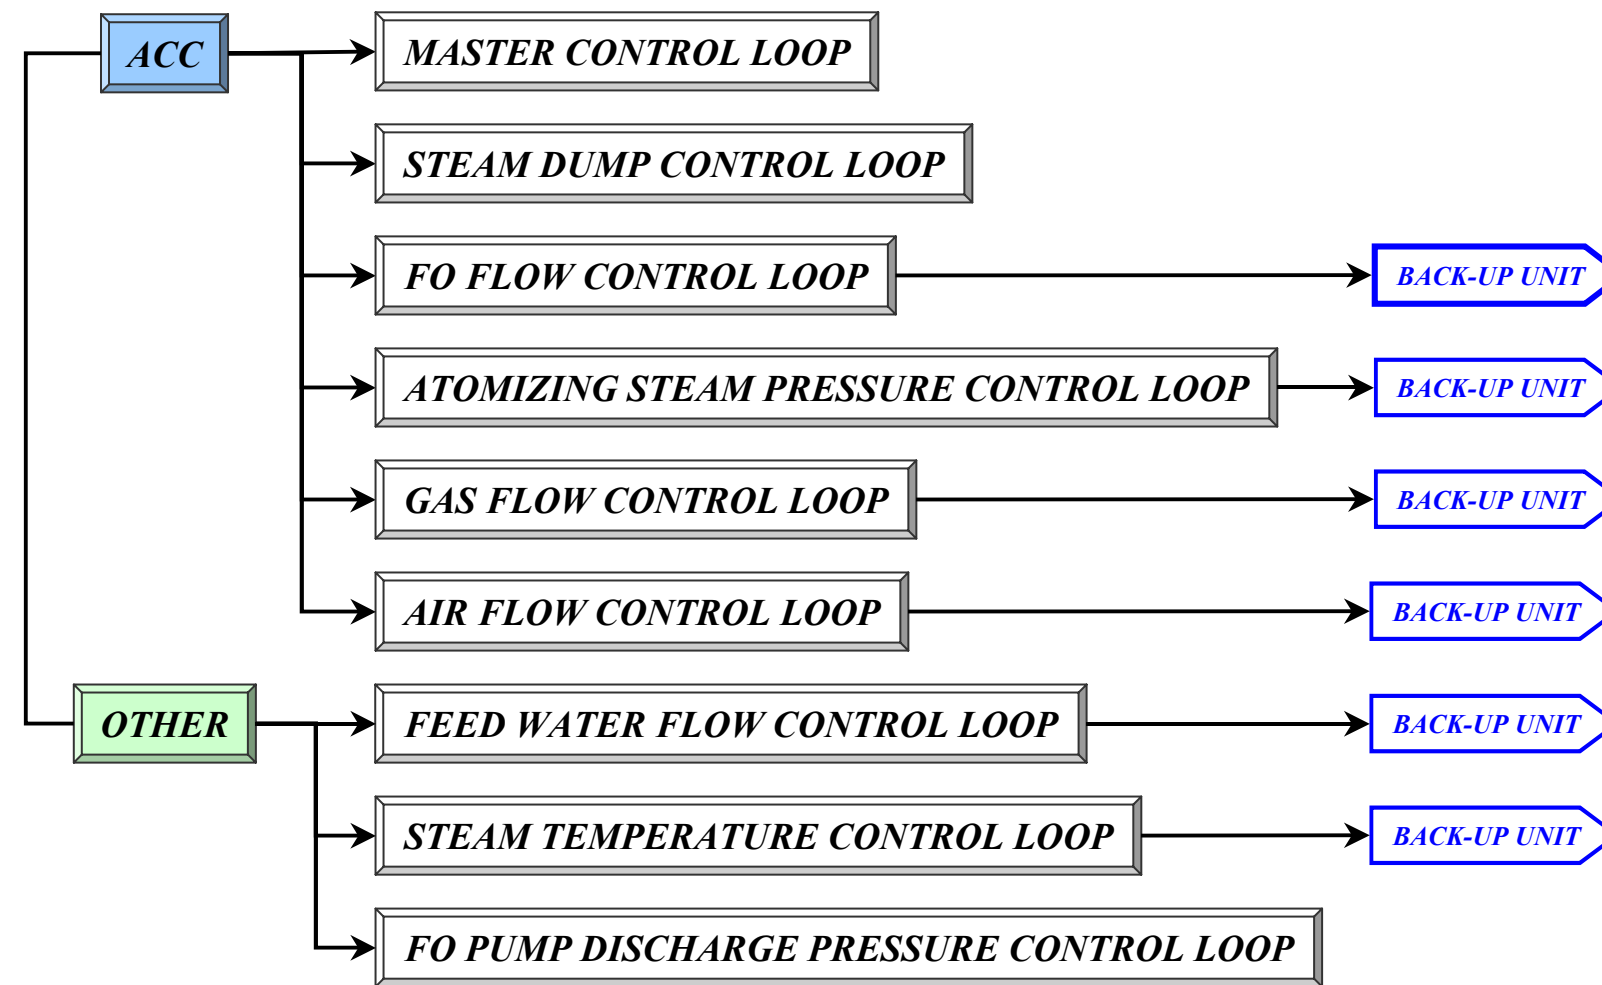 ACC
MASTER CONTROL LOOP
STEAM DUMP CONTROL LOOP
FO FLOW CONTROL LOOP
BACK-UP UNIT
ATOMIZING STEAM PRESSURE CONTROL LOOP
BACK-UP UNIT
GAS FLOW CONTROL LOOP
BACK-UP UNIT
AIR FLOW CONTROL LOOP
BACK-UP UNIT
OTHER
FEED WATER FLOW CONTROL LOOP
BACK-UP UNIT
STEAM TEMPERATURE CONTROL LOOP
BACK-UP UNIT
FO PUMP DISCHARGE PRESSURE CONTROL LOOP